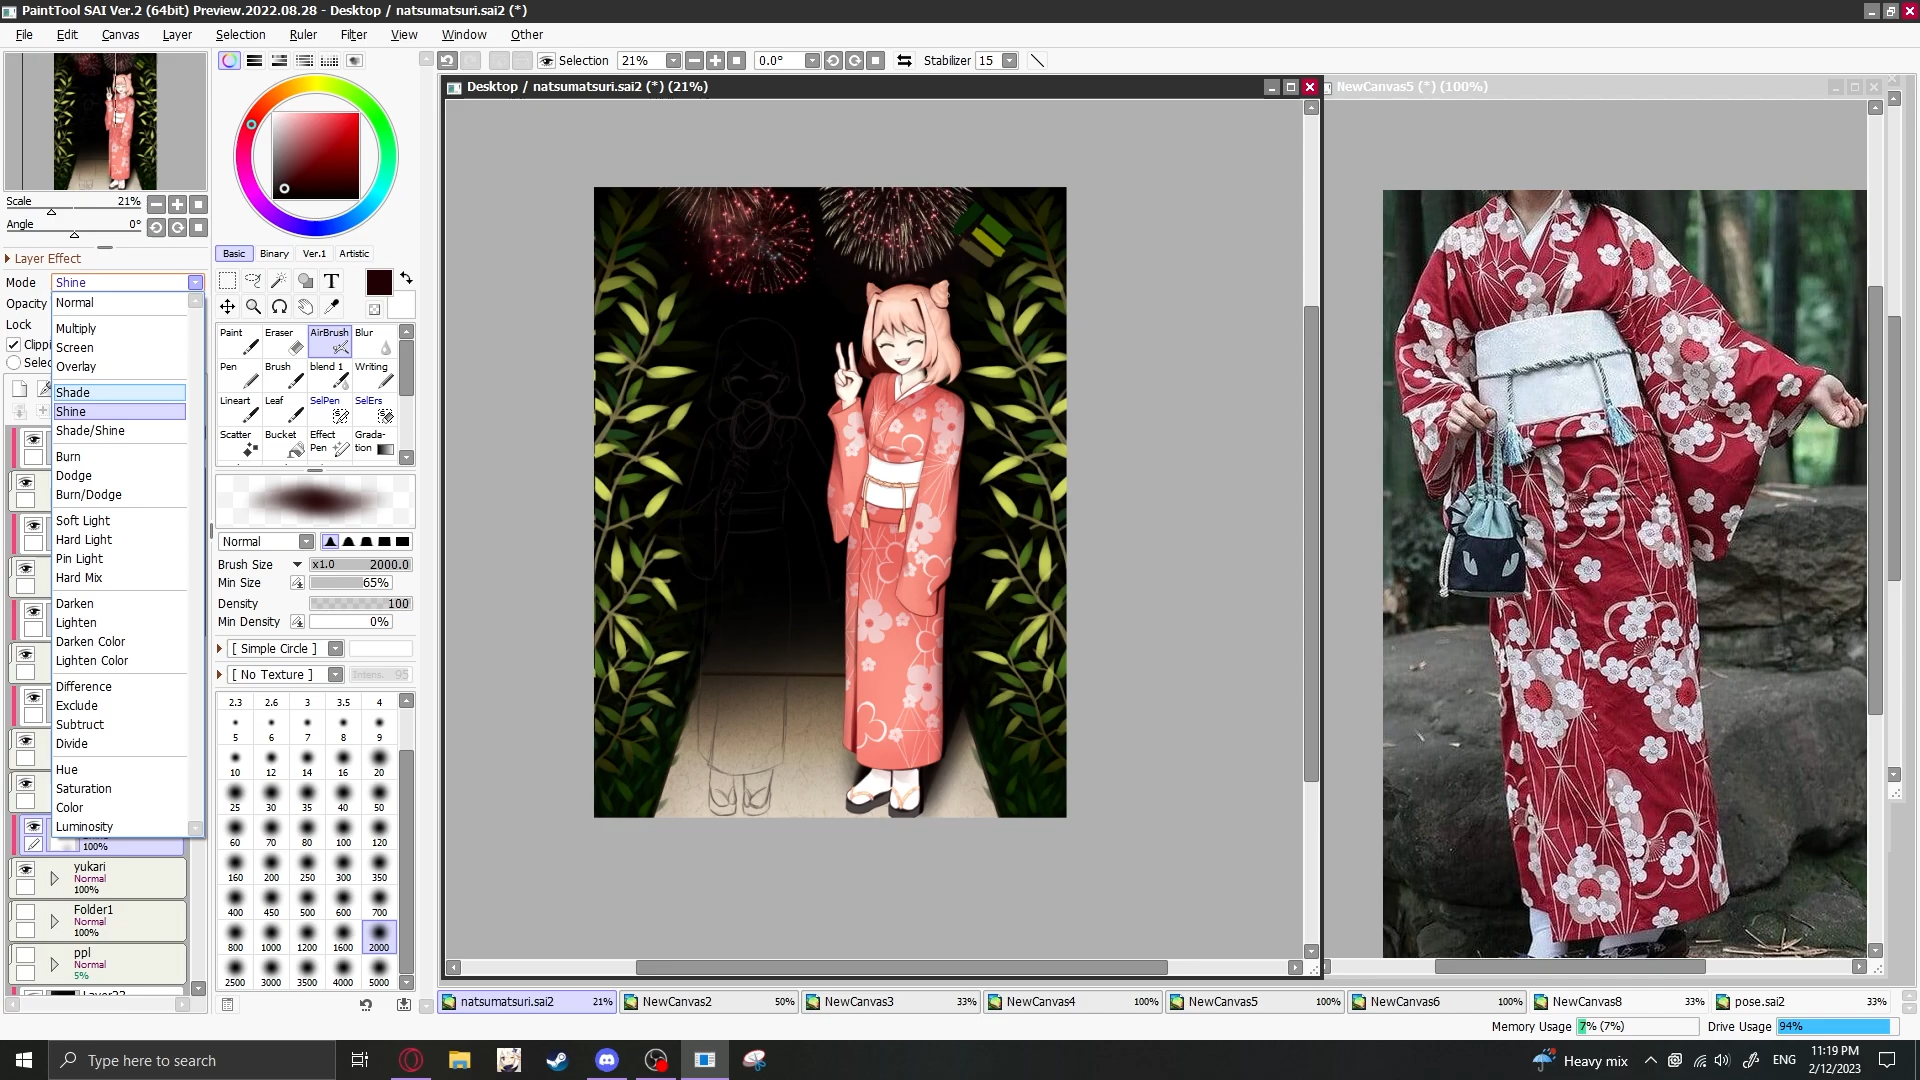 PaintTool SAI Ver.2 (64bit) Preview.2022.08.28 - Desktop / natsumatsuri.sai2 (*)
File Edit Canvas Layer Selection Ruler Filter View Window Other
Selection 21% 0.0° Stabilizer 15
Desktop / natsumatsuri.sai2 (*) (21%)
NewCanvas5 (*) (100%)
Scale 21%
Angle 0°
Layer Effect
Mode Shine
Opacity
Lock
Clippi
Selec
Normal
Multiply
Screen
Overlay
Shade
Shine
Shade/Shine
Burn
Dodge
Burn/Dodge
Soft Light
Hard Light
Pin Light
Hard Mix
Darken
Lighten
Darken Color
Lighten Color
Difference
Exclude
Subtract
Divide
Hue
Saturation
Color
Luminosity
100%
yukari
Normal
100%
Folder1
Normal
100%
ppl
Normal
5%
Basic Binary Ver.1 Artistic
T
Paint Eraser AirBrush Blur
Pen Brush blend 1 Writing
Lineart Leaf SelPen SelErs
Scatter Bucket Effect Pen Grada-tion
Normal
Brush Size x1.0 2000.0
Min Size 65%
Density 100
Min Density 0%
[ Simple Circle ]
[ No Texture ] Intens. 95
2.3 2.6 3 3.5 4
5 6 7 8 9
10 12 14 16 20
25 30 35 40 50
60 70 80 100 120
160 200 250 300 350
400 450 500 600 700
800 1000 1200 1600 2000
2500 3000 3500 4000 5000
natsumatsuri.sai2 21% NewCanvas2 50% NewCanvas3 33% NewCanvas4 100% NewCanvas5 100% NewCanvas6 100% NewCanvas8 33% pose.sai2 33%
Memory Usage 7% (7%) Drive Usage 94%
Type here to search
Heavy mix ENG 11:19 PM
2/12/2023